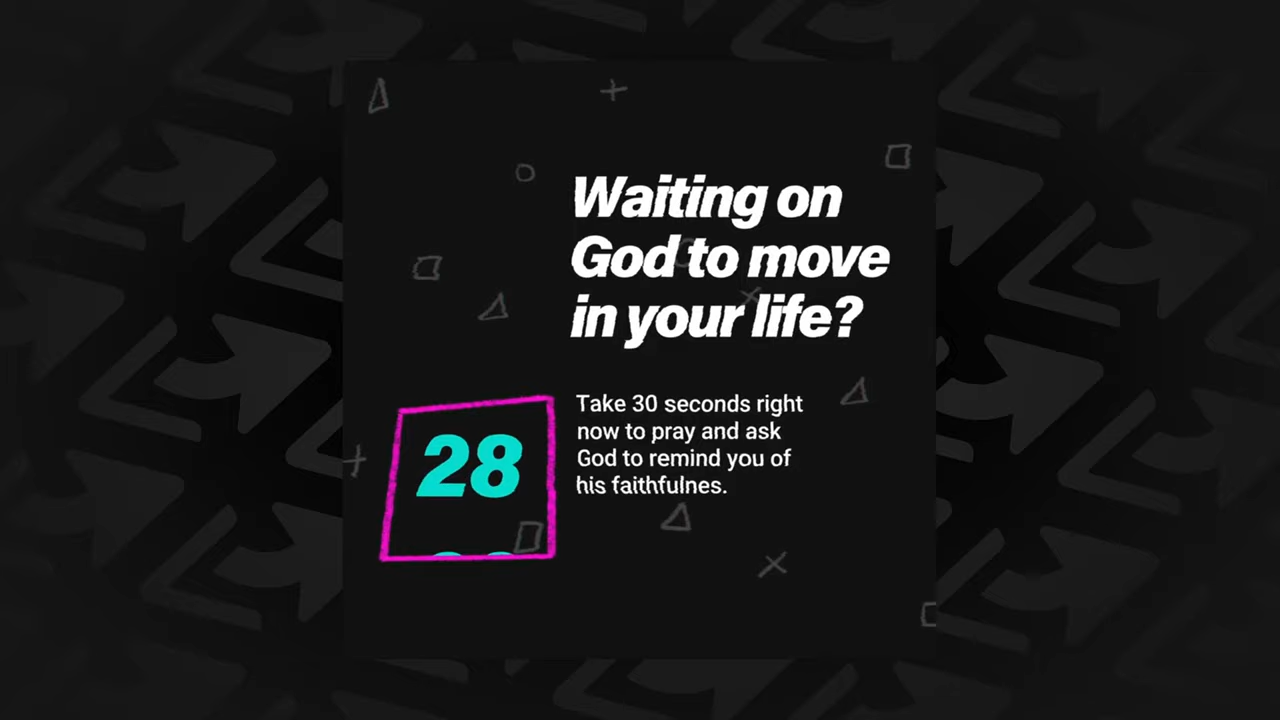 Waiting on
God to move
in your life?
28
Take 30 seconds right
now to pray and ask
God to remind you of
his faithfulnes.